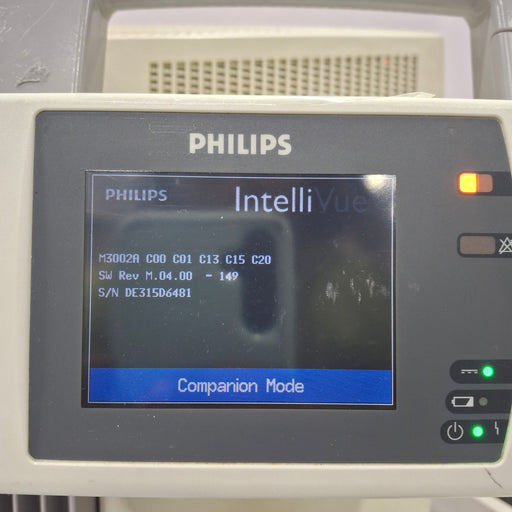 PHILIPS
PHILIPS IntelliVue
M3002A C00 C01 C13 C15 C20
SW Rev M.04.00 - 149
S/N DE315D6481
Companion Mode